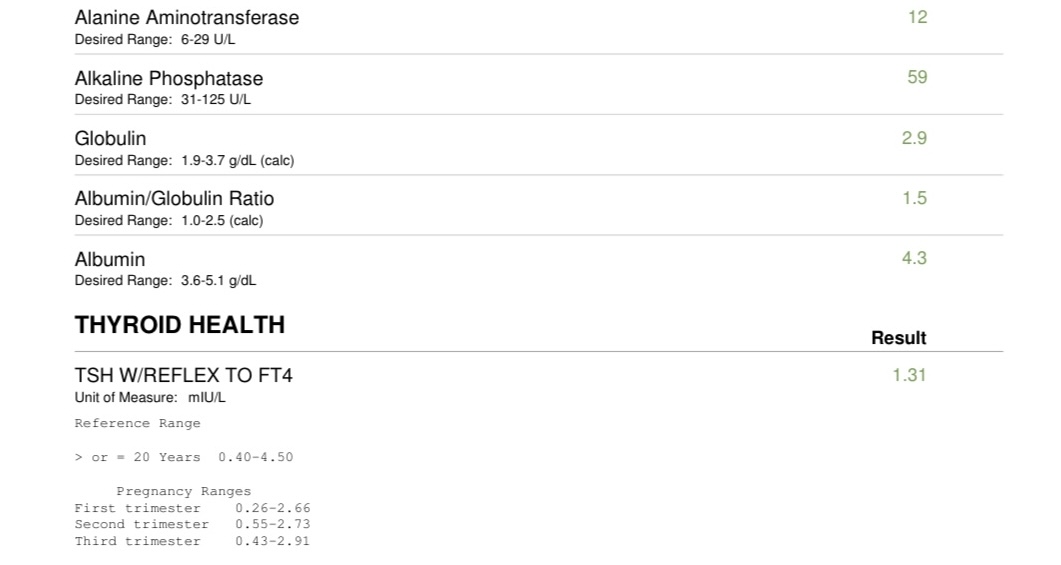 Alanine Aminotransferase 12
Desired Range: 6-29 U/L
Alkaline Phosphatase 59
Desired Range: 31-125 U/L
Globulin 2.9
Desired Range: 1.9-3.7 g/dL (calc)
Albumin/Globulin Ratio 1.5
Desired Range: 1.0-2.5 (calc)
Albumin 4.3
Desired Range: 3.6-5.1 g/dL
THYROID HEALTH
Result
TSH W/REFLEX TO FT4 1.31
Unit of Measure: mIU/L
Reference Range
> or = 20 Years 0.40-4.50
Pregnancy Ranges
First trimester 0.26-2.66
Second trimester 0.55-2.73
Third trimester 0.43-2.91